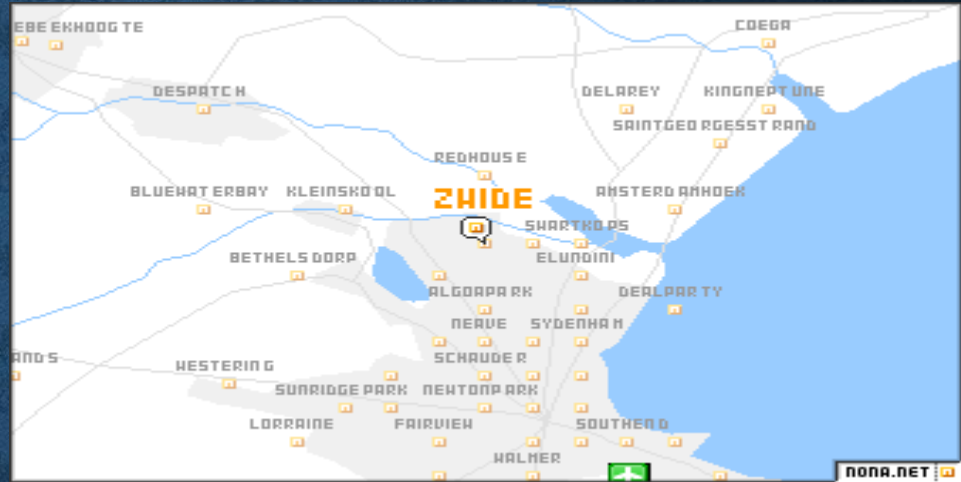 EBEEKHOOGTE
COEGA
DESPATCH
DELAREY
KINGNEPTUNE
SAINTGEORGESSTRAND
REDHOUSE
BLUEWATERBAY
KLEINSKOOL
ZWIDE
AMSTERDAMHOEK
SWARTKOPS
BETHELSDORP
ELUNDINI
ALGOAPARK
DEALPARTY
NEAVE
SYDENHAM
ANDS
SCHAUDER
WESTERING
SUNRIDGEPARK
NEWTONPARK
LORRAINE
FAIRVIEW
SOUTHEND
WALMER
NONA.NET